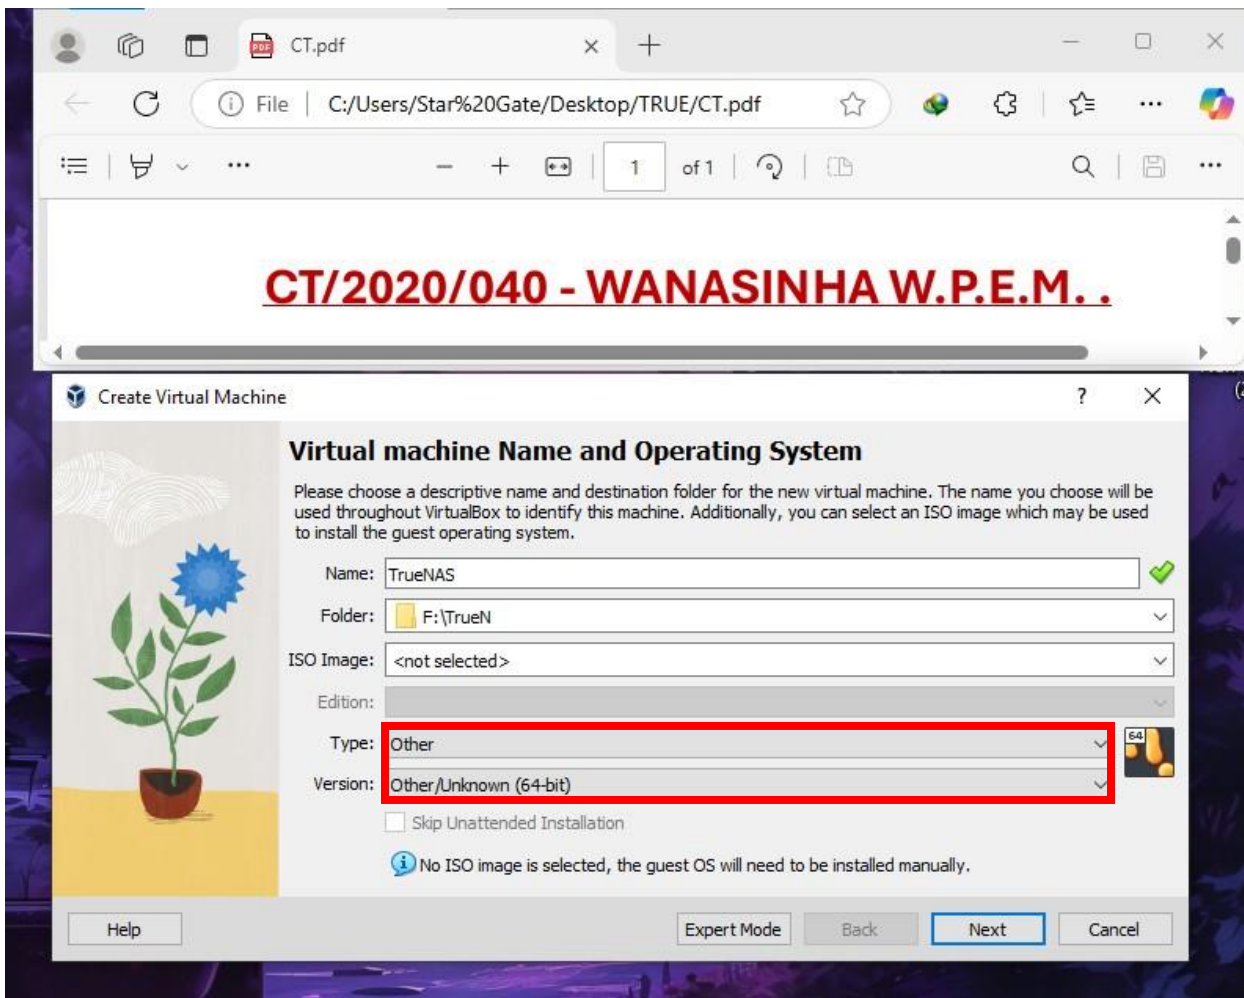 CT.pdf
File | C:/Users/Star%20Gate/Desktop/TRUE/CT.pdf
1 of 1
CT/2020/040 - WANASINHA W.P.E.M. .
Create Virtual Machine ?
Virtual machine Name and Operating System
Please choose a descriptive name and destination folder for the new virtual machine. The name you choose will be
used throughout VirtualBox to identify this machine. Additionally, you can select an ISO image which may be used
to install the guest operating system.
Name: TrueNAS
Folder: F:\TrueN
ISO Image: <not selected>
Edition:
Type: Other
64
Version: Other/Unknown (64-bit)
Skip Unattended Installation
No ISO image is selected, the guest OS will need to be installed manually.
Help Expert Mode Back Next Cancel